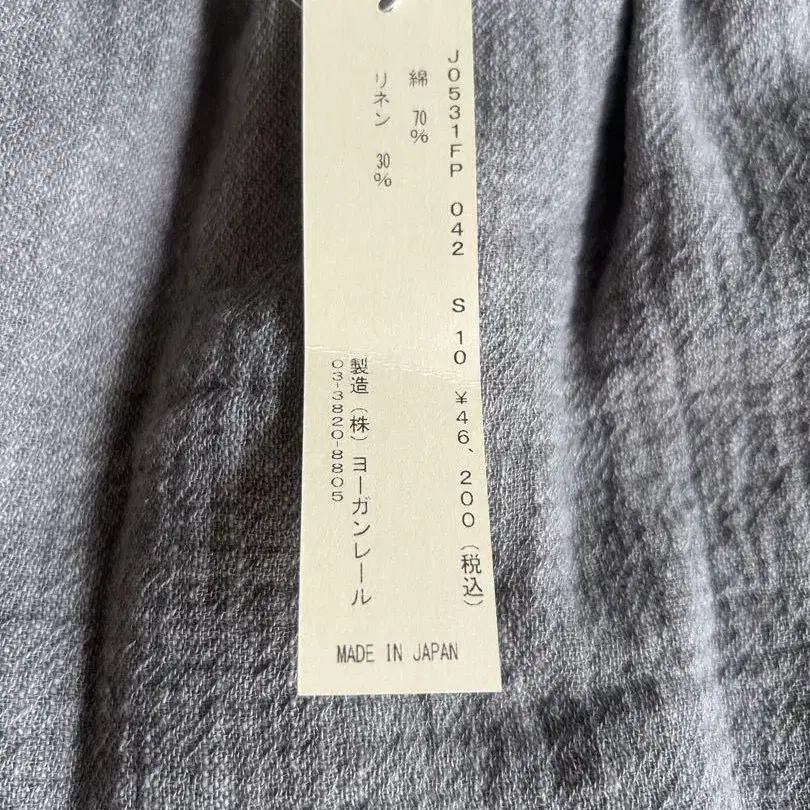 J0531FP 042 S 10 ¥46、200(税込)
綿 70%
リネン 30%
製造(株)ヨーガンレール
03-3820-8805
MADE IN JAPAN